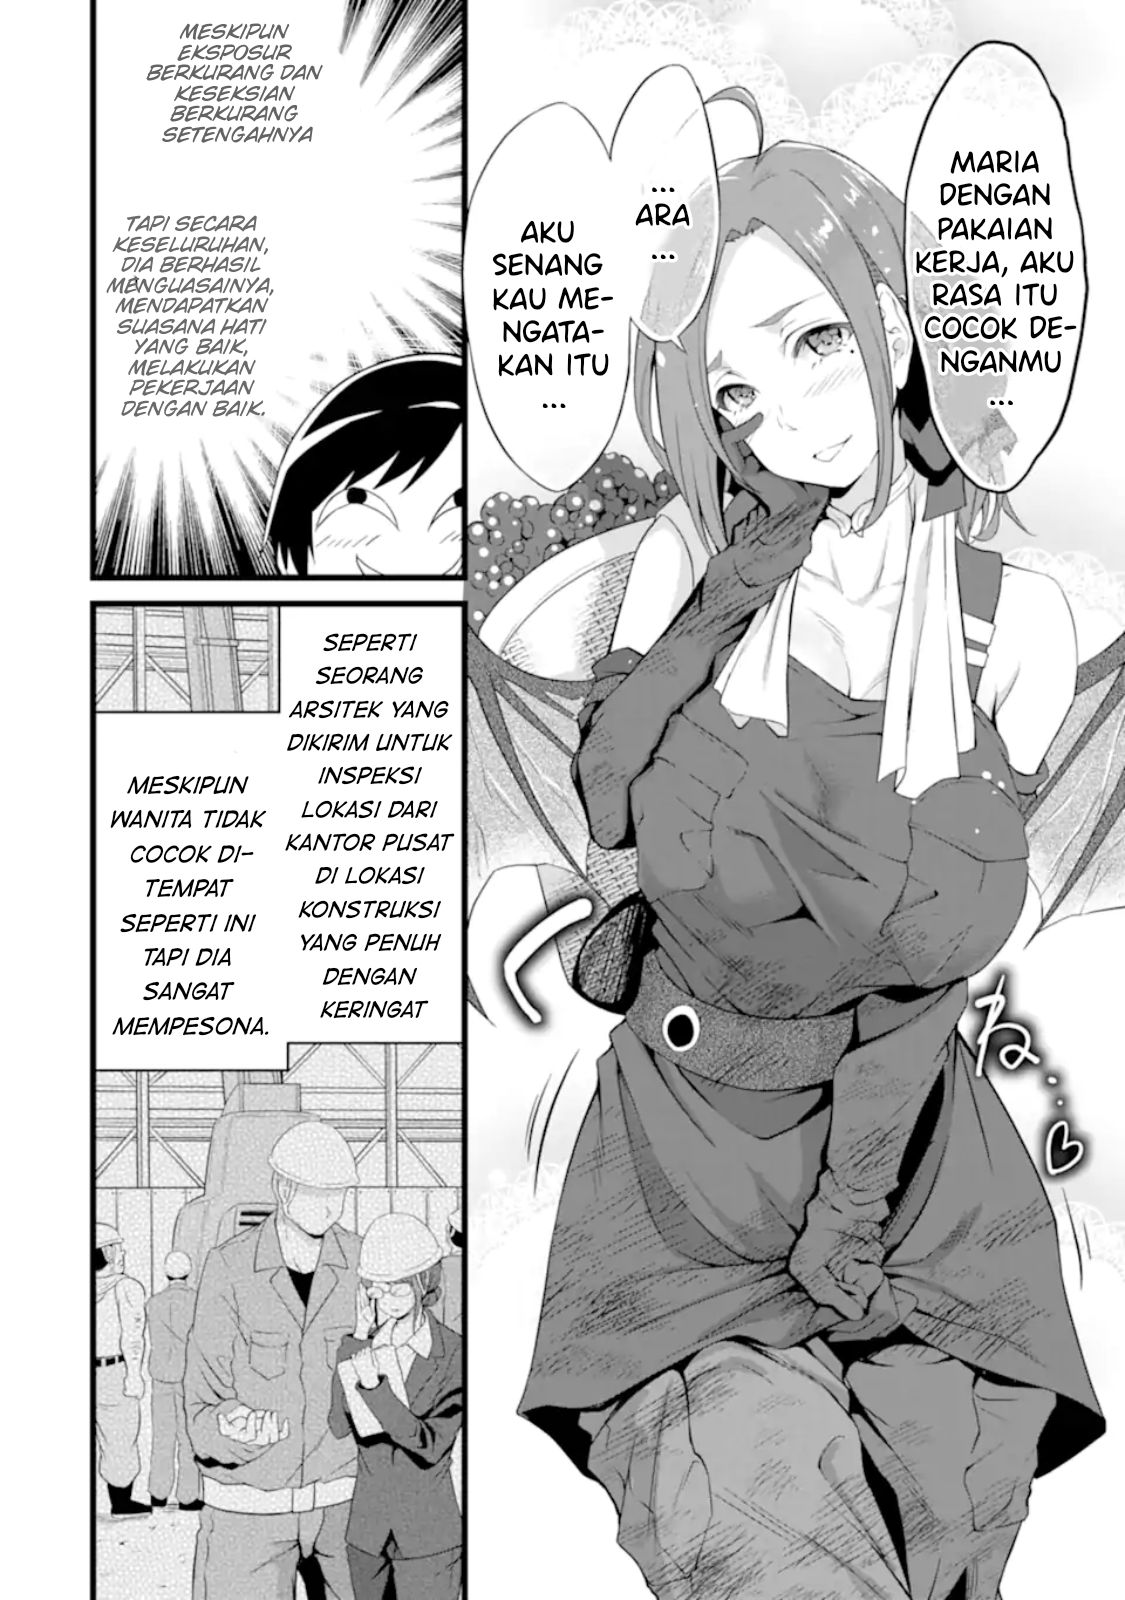 MARIA
DENGAN
PAKAIAN
KERJA, AKU
RASA ITU
COCOK DE-
NGANMU
...
...
ARA
...
AKU
SENANG
KAU ME-
NGATA-
KAN ITU
...
ね...♡
MESKIPUN
EKSPOSUR
BERKURANG DAN
KESEKSIAN
BERKURANG
SETENGAHNYA
TAPI SECARA
KESELURUHAN,
DIA BERHASIL
MENGUASAINYA,
MENDAPATKAN
SUASANA HATI
YANG BAIK,
MELAKUKAN
PEKERJAAN
DENGAN BAIK.
SEPERTI
SEORANG
ARSITEK YANG
DIKIRIM UNTUK
INSPEKSI
LOKASI DARI
KANTOR PUSAT
DI LOKASI
KONSTRUKSI
YANG PENUH
DENGAN
KERINGAT
MESKIPUN
WANITA TIDAK
COCOK DI-
TEMPAT
SEPERTI INI
TAPI DIA
SANGAT
MEMPESONA.